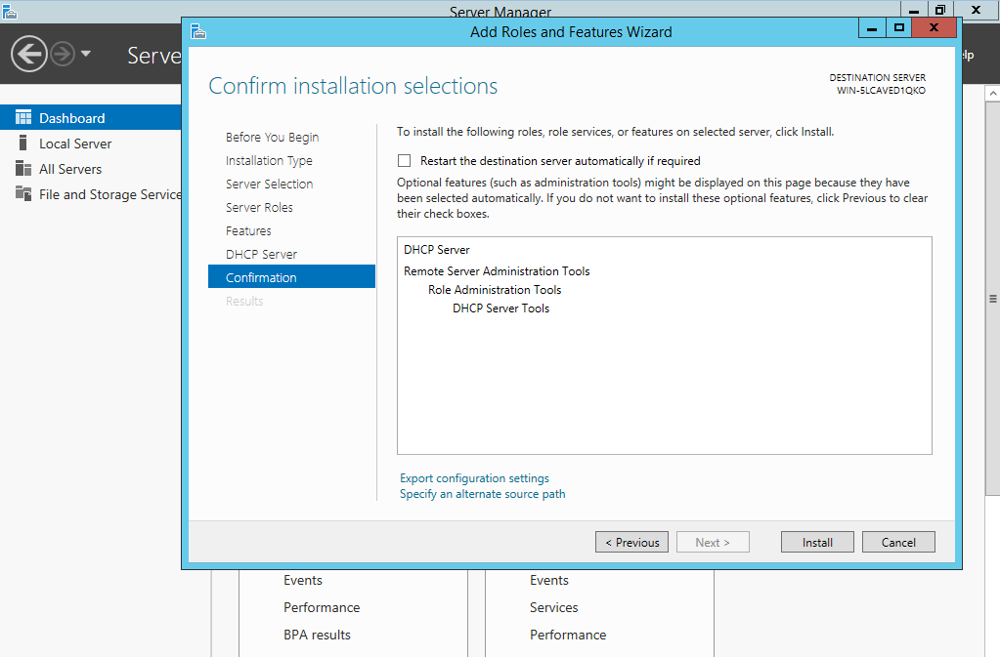 Server Manager
Add Roles and Features Wizard
Confirm installation selections
DESTINATION SERVER
WIN-5LCAVED1QKO
Dashboard
Local Server
All Servers
File and Storage Service
Before You Begin
Installation Type
Server Selection
Server Roles
Features
DHCP Server
Confirmation
Results
To install the following roles, role services, or features on selected server, click Install.
Restart the destination server automatically if required
Optional features (such as administration tools) might be displayed on this page because they have
been selected automatically. If you do not want to install these optional features, click Previous to clear
their check boxes.
DHCP Server
Remote Server Administration Tools
Role Administration Tools
DHCP Server Tools
Export configuration settings
Specify an alternate source path
< Previous
Next >
Install
Cancel
Events
Performance
BPA results
Events
Services
Performance